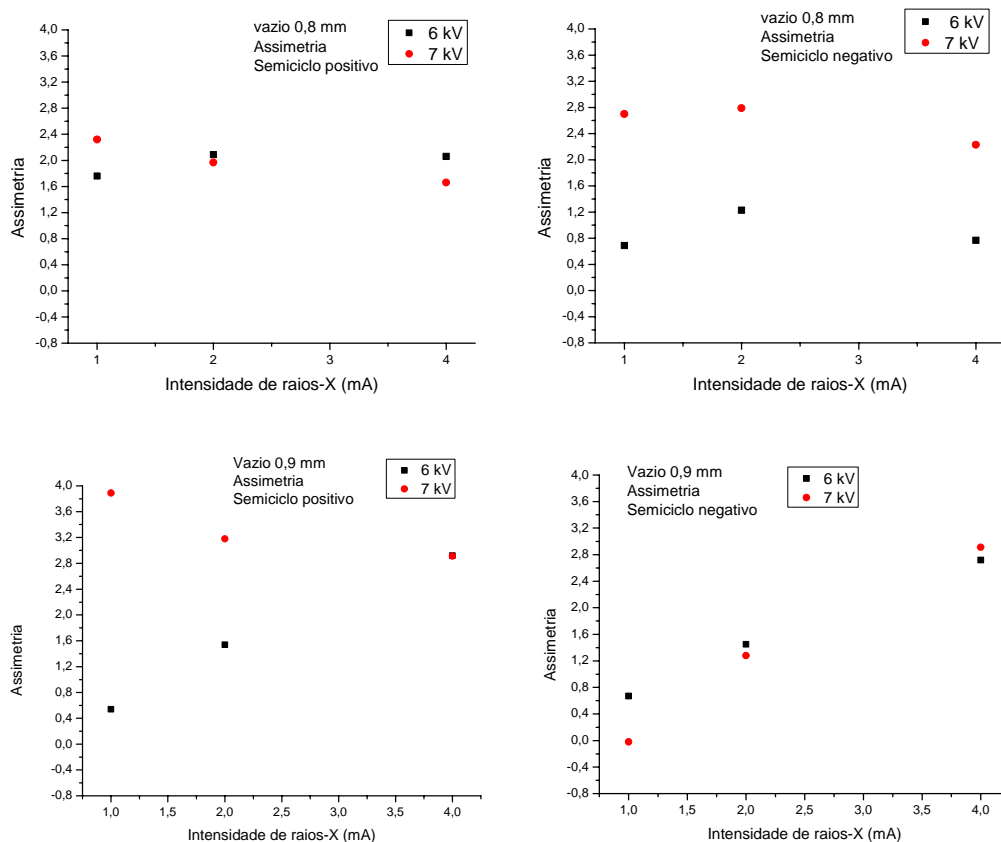 vazio 0,8 mm
Assimetria
Semiciclo positivo
6 kV
7 kV
4,0
3,6
3,2
2,8
2,4
2,0
1,6
1,2
0,8
0,4
0,0
-0,4
-0,8
Assimetria
1 2 3 4
Intensidade de raios-X (mA)
vazio 0,8 mm
Assimetria
Semiciclo negativo
6 kV
7 kV
4,0
3,6
3,2
2,8
2,4
2,0
1,6
1,2
0,8
0,4
0,0
-0,4
-0,8
Assimetria
1 2 3 4
Intensidade de raios-X (mA)
Vazio 0,9 mm
Assimetria
Semiciclo positivo
6 kV
7 kV
4,0
3,6
3,2
2,8
2,4
2,0
1,6
1,2
0,8
0,4
0,0
-0,4
-0,8
Assimetria
1,0 1,5 2,0 2,5 3,0 3,5 4,0
Intensidade de raios-X (mA)
Vazio 0,9 mm
Assimetria
Semiciclo negativo
6 kV
7 kV
4,0
3,6
3,2
2,8
2,4
2,0
1,6
1,2
0,8
0,4
0,0
-0,4
-0,8
Assimetria
1,0 1,5 2,0 2,5 3,0 3,5 4,0
Intensidade de raios-X (mA)